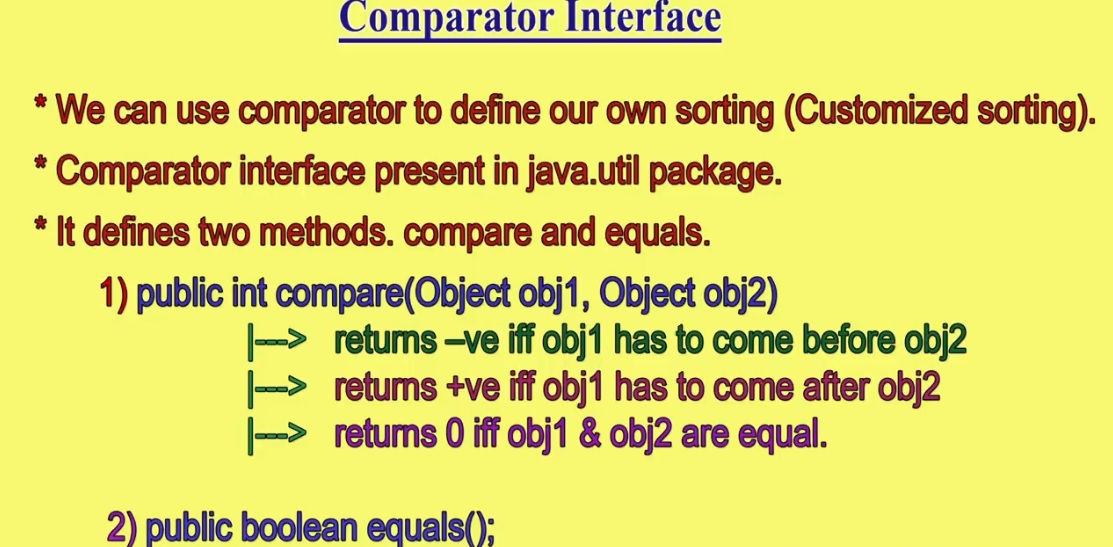 Comparator Interface
* We can use comparator to define our own sorting (Customized sorting).
* Comparator interface present in java.util package.
* It defines two methods. compare and equals.
1) public int compare(Object obj1, Object obj2)
|---> returns –ve iff obj1 has to come before obj2
|---> returns +ve iff obj1 has to come after obj2
|---> returns 0 iff obj1 & obj2 are equal.
2) public boolean equals();